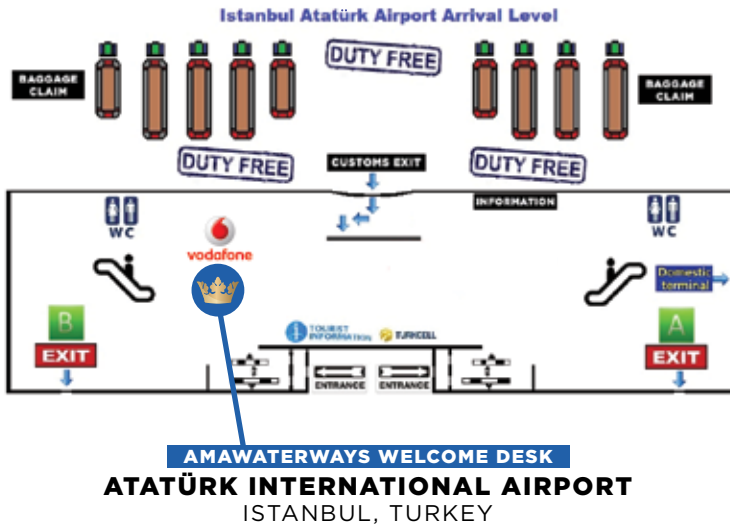 Istanbul Atatürk Airport Arrival Level
DUTY FREE
BAGGAGE
CLAIM
BAGGAGE
CLAIM
DUTY FREE
CUSTOMS EXIT
DUTY FREE
INFORMATION
WC
WC
vodafone
Domestic
terminal
B
A
EXIT
EXIT
TOURIST
INFORMATION
TURKCELL
ENTRANCE
ENTRANCE
AMAWATERWAYS WELCOME DESK
ATATÜRK INTERNATIONAL AIRPORT
ISTANBUL, TURKEY